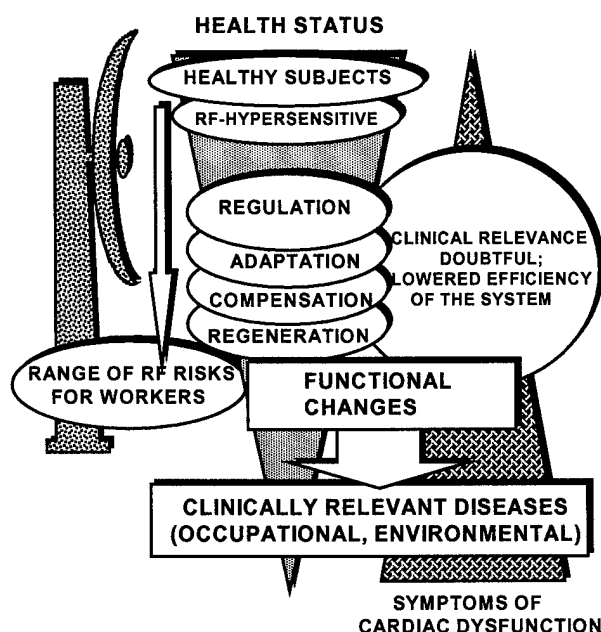 HEALTH STATUS
HEALTHY SUBJECTS
RF-HYPERSENSITIVE
REGULATION
ADAPTATION
COMPENSATION
REGENERATION
CLINICAL RELEVANCE
DOUBTFUL;
LOWERED EFFICIENCY
OF THE SYSTEM
RANGE OF RF RISKS
FOR WORKERS
FUNCTIONAL
CHANGES
CLINICALLY RELEVANT DISEASES
(OCCUPATIONAL, ENVIRONMENTAL)
SYMPTOMS OF
CARDIAC DYSFUNCTION